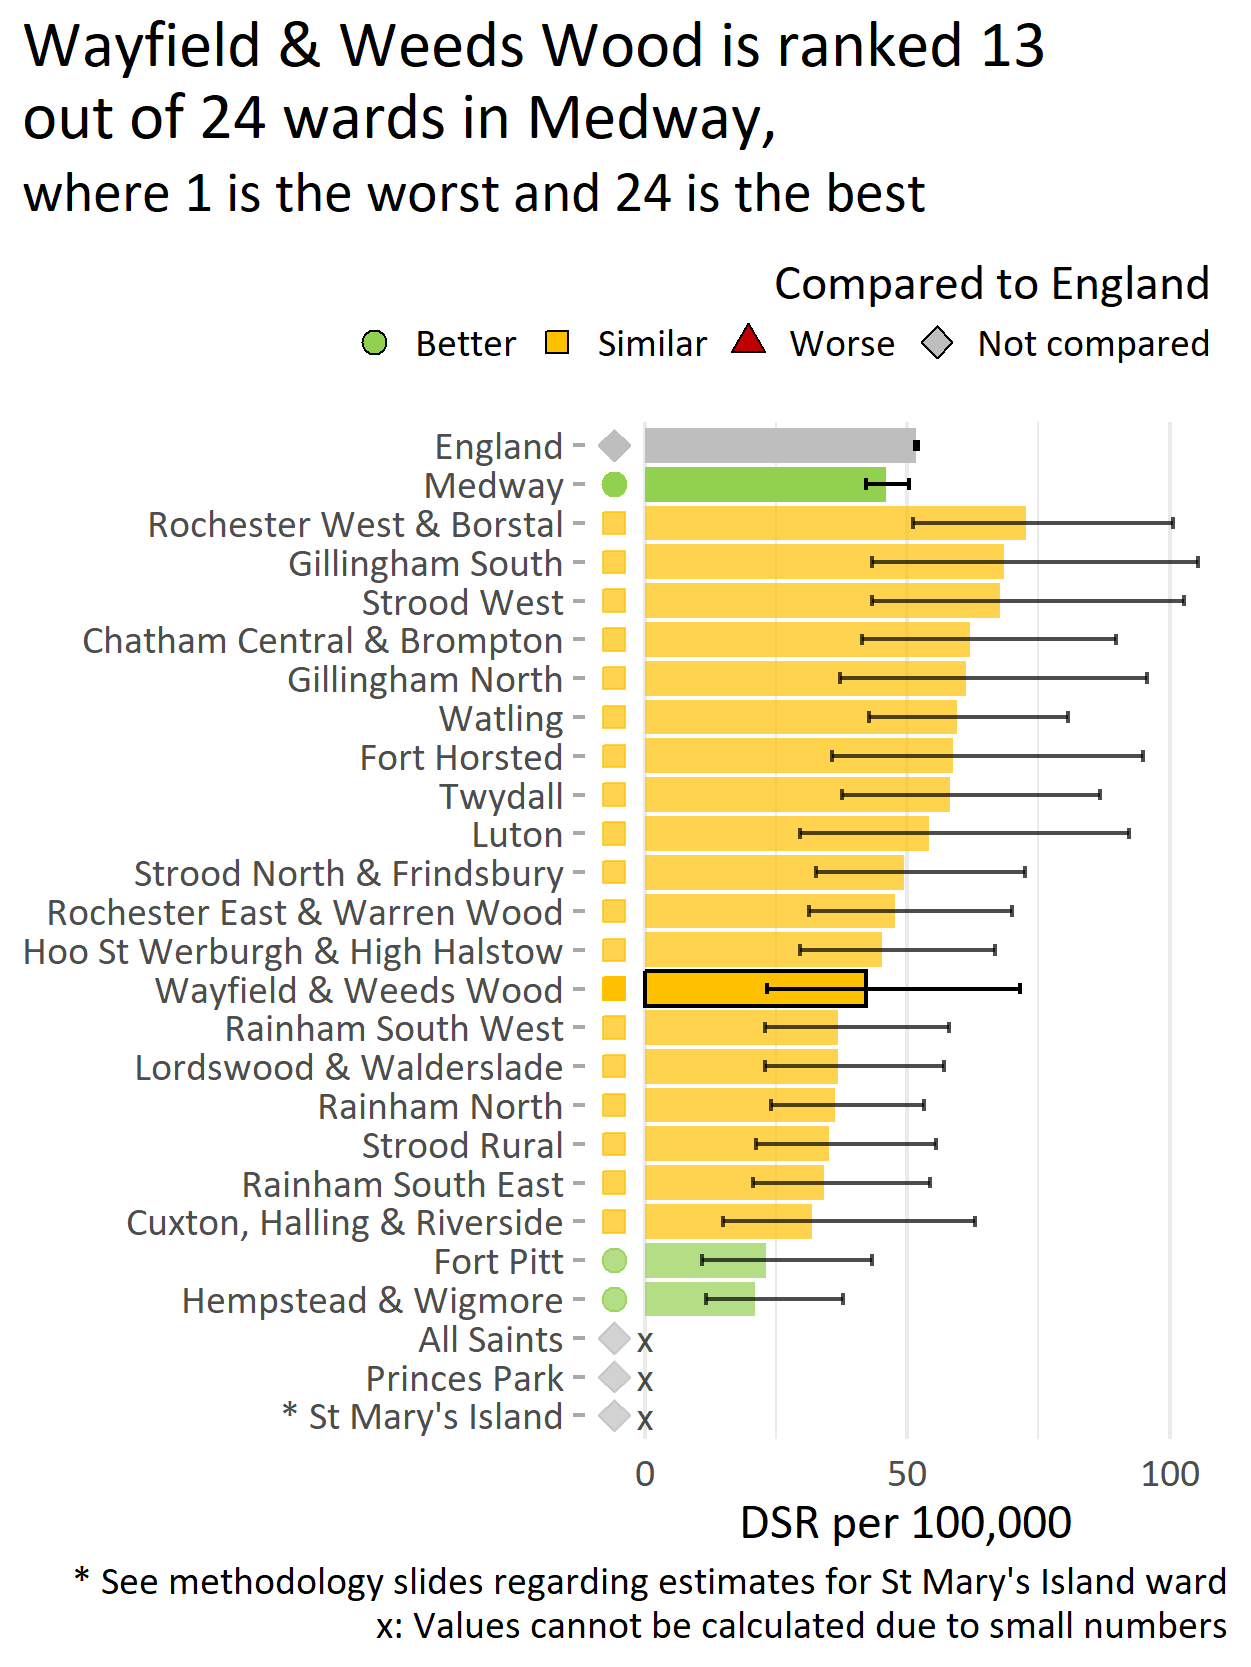 Wayfield & Weeds Wood is ranked 13
out of 24 wards in Medway,
where 1 is the worst and 24 is the best
Compared to England
Better Similar Worse Not compared
England
Medway
Rochester West & Borstal
Gillingham South
Strood West
Chatham Central & Brompton
Gillingham North
Watling
Fort Horsted
Twydall
Luton
Strood North & Frindsbury
Rochester East & Warren Wood
Hoo St Werburgh & High Halstow
Wayfield & Weeds Wood
Rainham South West
Lordswood & Walderslade
Rainham North
Strood Rural
Rainham South East
Cuxton, Halling & Riverside
Fort Pitt
Hempstead & Wigmore
All Saints x
Princes Park x
* St Mary's Island x
0 50 100
DSR per 100,000
* See methodology slides regarding estimates for St Mary's Island ward
x: Values cannot be calculated due to small numbers